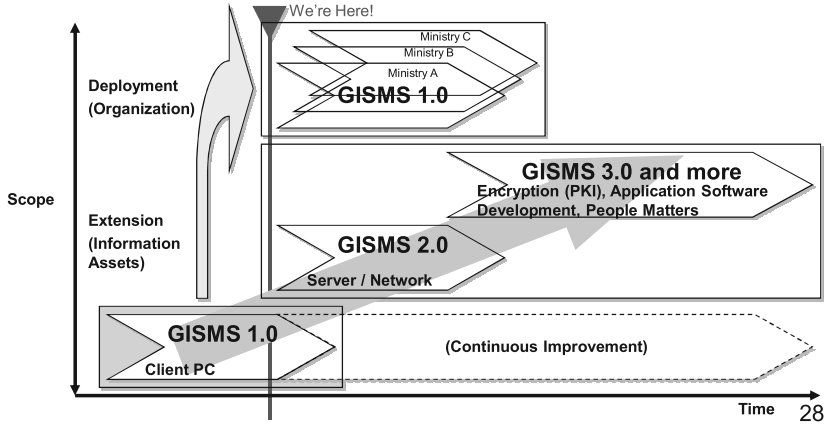 We're Here!
Ministry C
Ministry B
Ministry A
GISMS 1.0
Deployment
(Organization)
GISMS 3.0 and more
Encryption (PKI), Application Software
Development, People Matters
Scope
Extension
(Information
Assets)
GISMS 2.0
Server / Network
GISMS 1.0
Client PC
(Continuous Improvement)
Time
28